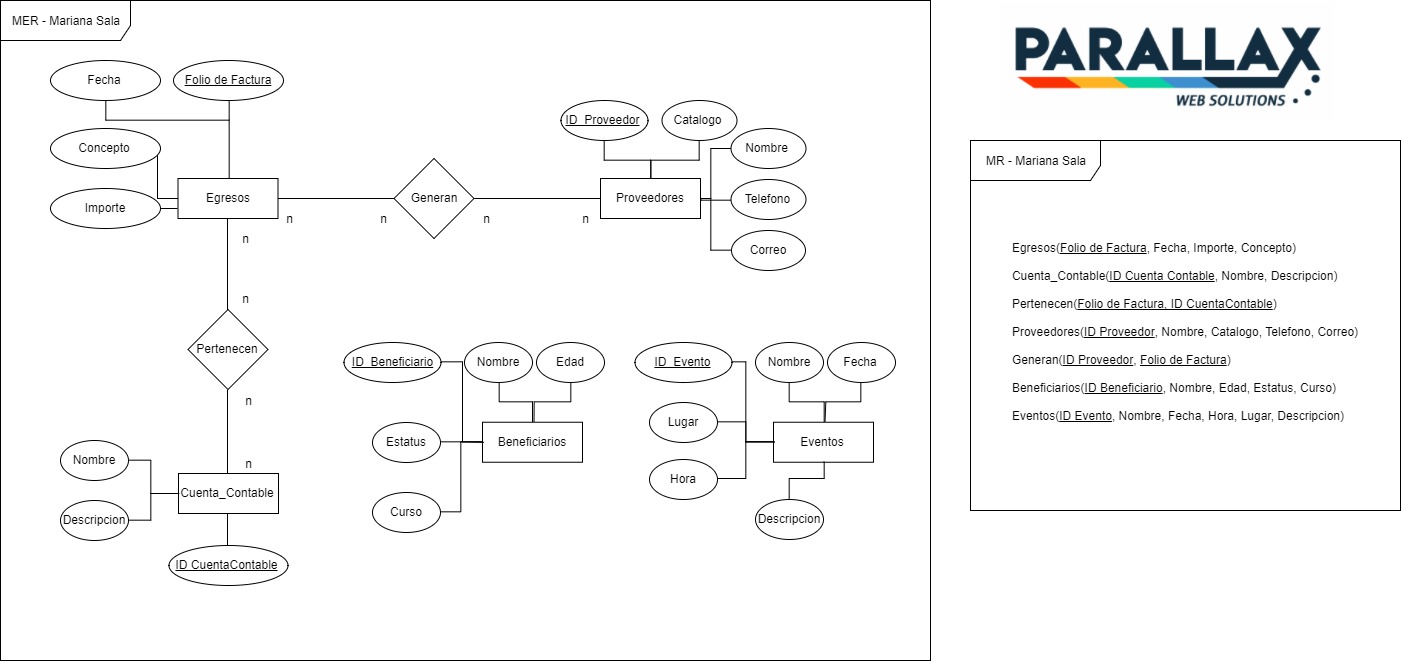 MER - Mariana Sala
Fecha
Folio de Factura
Concepto
Importe
Egresos
n
n
Generan
n
n
ID_Proveedor
Catalogo
Nombre
Proveedores
Telefono
Correo
n
n
Pertenecen
n
n
Nombre
Cuenta_Contable
Descripcion
ID CuentaContable
ID_Beneficiario
Nombre
Edad
Estatus
Beneficiarios
Curso
ID_Evento
Nombre
Fecha
Lugar
Eventos
Hora
Descripcion
PARALLAX
WEB SOLUTIONS
MR - Mariana Sala
Egresos(Folio de Factura, Fecha, Importe, Concepto)
Cuenta_Contable(ID Cuenta Contable, Nombre, Descripcion)
Pertenecen(Folio de Factura, ID CuentaContable)
Proveedores(ID Proveedor, Nombre, Catalogo, Telefono, Correo)
Generan(ID Proveedor, Folio de Factura)
Beneficiarios(ID Beneficiario, Nombre, Edad, Estatus, Curso)
Eventos(ID Evento, Nombre, Fecha, Hora, Lugar, Descripcion)